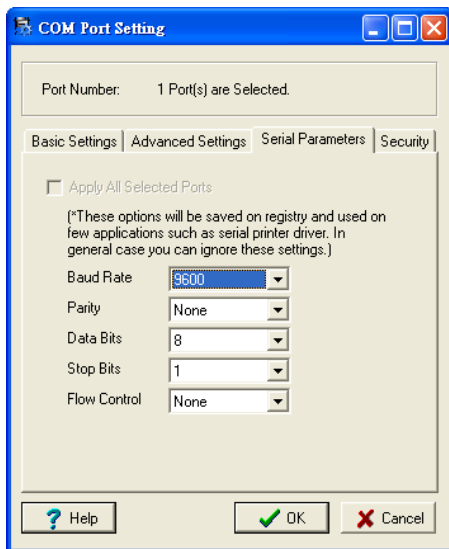 COM Port Setting
Port Number: 1 Port(s) are Selected.
Basic Settings Advanced Settings Serial Parameters Security
Apply All Selected Ports
(*These options will be saved on registry and used on
few applications such as serial printer driver. In
general case you can ignore these settings.)
Baud Rate 9600
Parity None
Data Bits 8
Stop Bits 1
Flow Control None
? Help OK Cancel